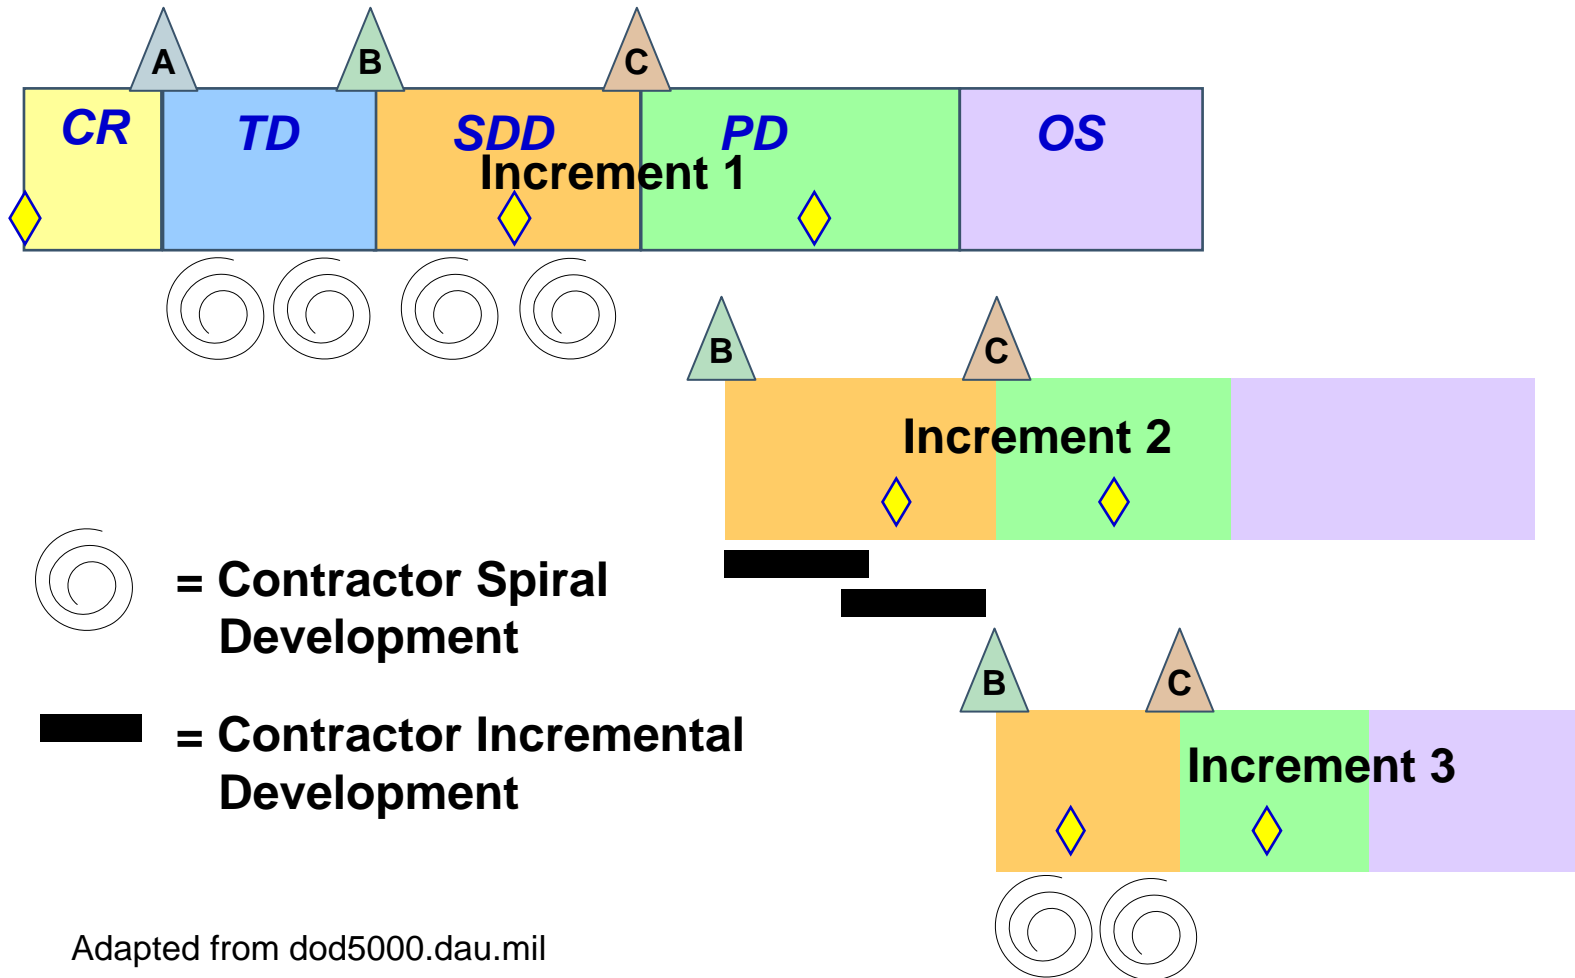 A B C
CR TD SDD PD OS
Increment 1
B C
Increment 2
= Contractor Spiral
Development
B C
= Contractor Incremental
Development
Increment 3
Adapted from dod5000.dau.mil